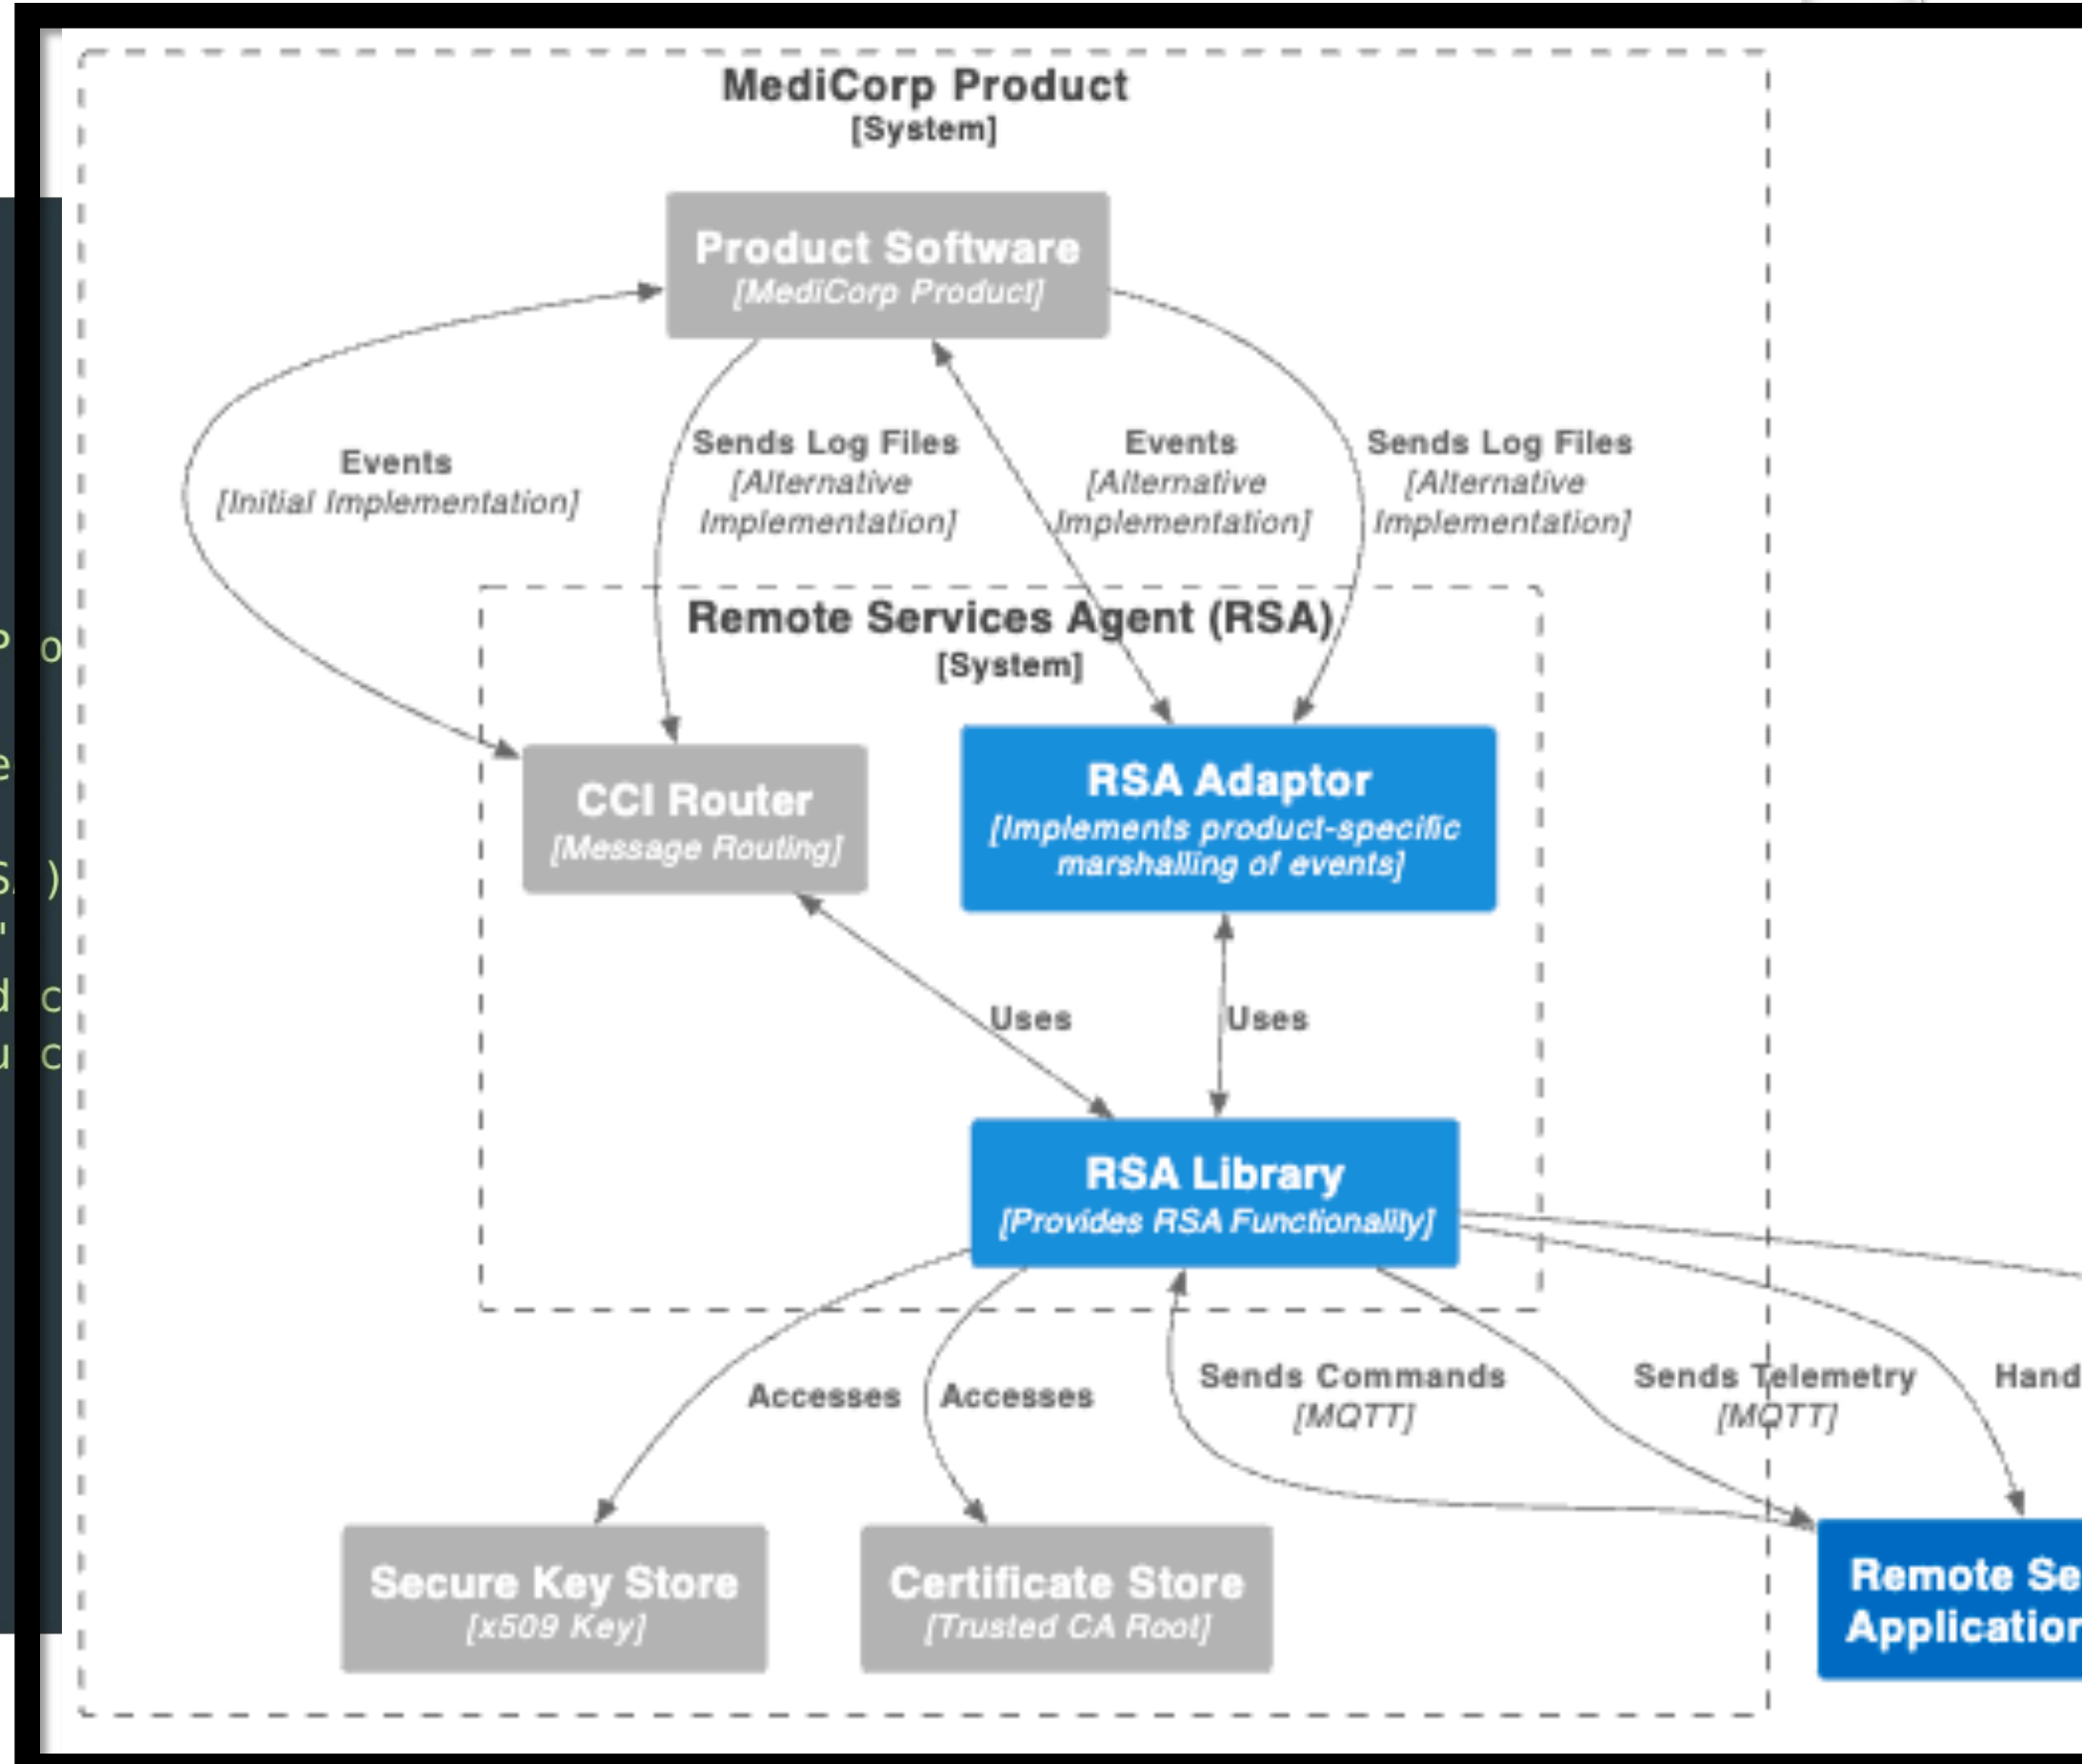 MediCorp Product
[System]
Product Software
[MediCorp Product]
Events
[Initial Implementation]
Sends Log Files
[Alternative
Implementation]
Events
[Alternative
Implementation]
Sends Log Files
[Alternative
Implementation]
Remote Services Agent (RSA)
[System]
CCI Router
[Message Routing]
RSA Adaptor
[Implements product-specific
marshalling of events]
Uses
Uses
RSA Library
[Provides RSA Functionality]
Accesses
Accesses
Sends Commands
[MQTT]
Sends Telemetry
[MQTT]
Secure Key Store
[x509 Key]
Certificate Store
[Trusted CA Root]
Remote